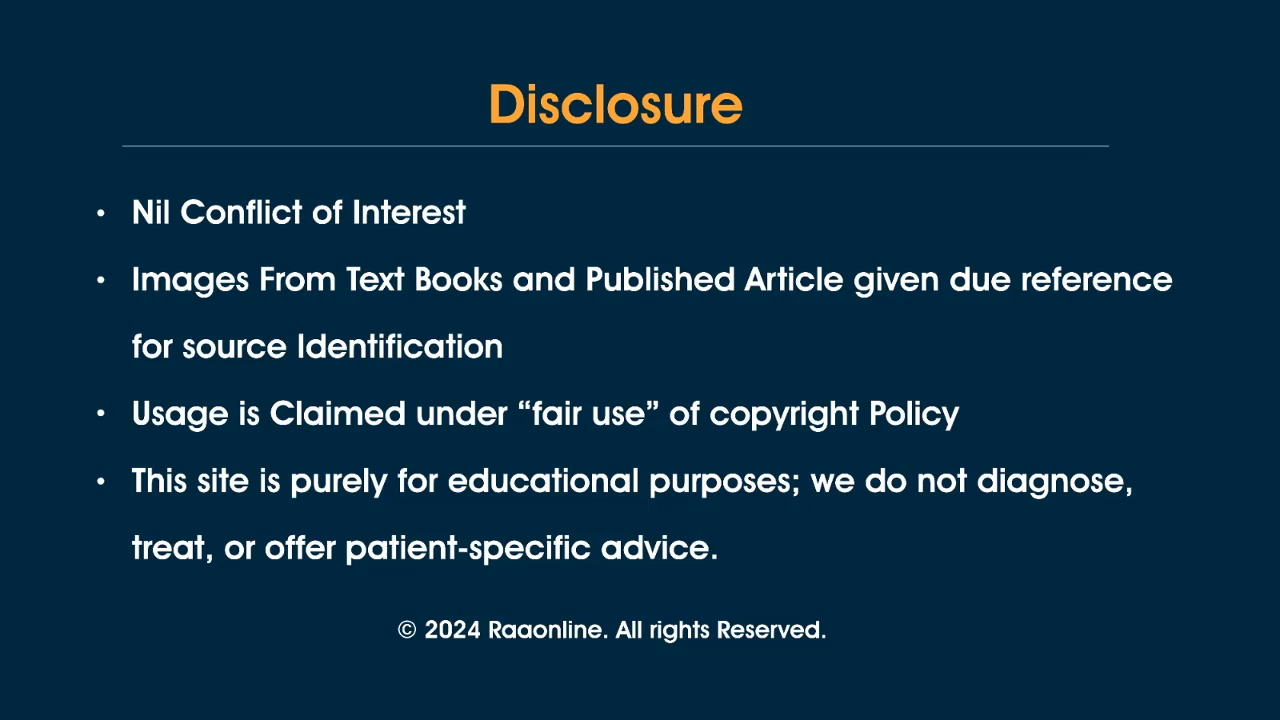 Disclosure
• Nil Conflict of Interest
• Images From Text Books and Published Article given due reference
for source Identification
• Usage is Claimed under “fair use” of copyright Policy
• This site is purely for educational purposes; we do not diagnose,
treat, or offer patient-specific advice.
© 2024 Raaonline. All rights Reserved.